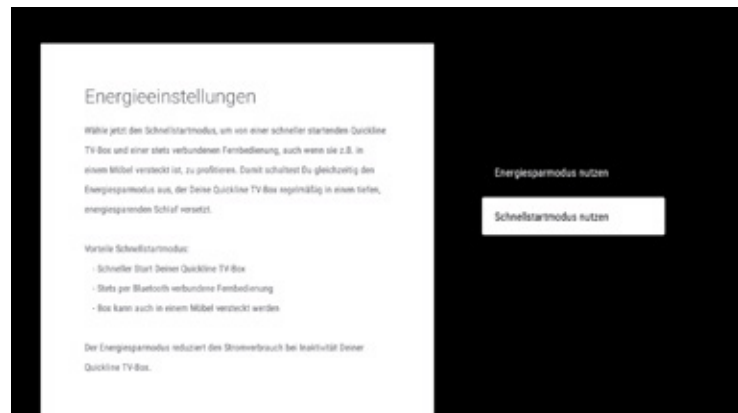 Energieeinstellungen
Wähle jetzt den Schnellstartmodus, um von einer schneller startenden Quickline
TV-Box und einer stets verbundenen Fernbedienung, auch wenn sie z.B. in
einem Möbel versteckt ist, zu profitieren. Damit schaltest Du gleichzeitig den
Energiesparmodus aus, der Deine Quickline TV-Box regelmäßig in einen tiefen,
energiesparenden Schlaf versetzt.
Vorteile Schnellstartmodus:
- Schneller Start Deiner Quickline TV-Box
- Stets per Bluetooth verbundene Fernbedienung
- Box kann auch in einem Möbel versteckt werden
Der Energiesparmodus reduziert den Stromverbrauch bei Inaktivität Deiner
Quickline TV-Box.
Energiesparmodus nutzen
Schnellstartmodus nutzen